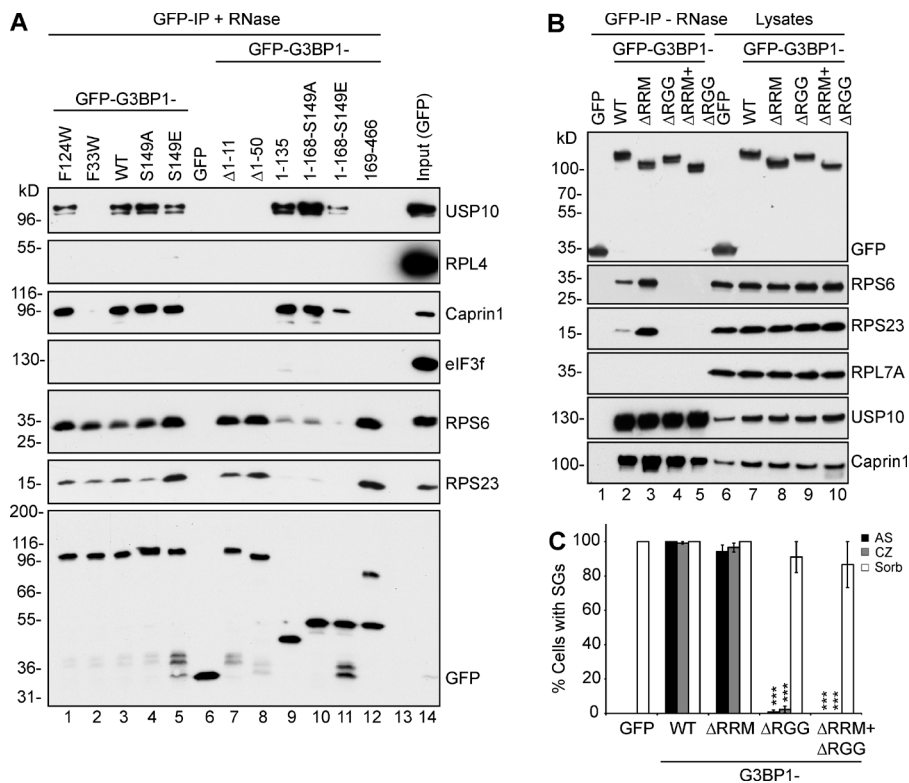 A
GFP-IP + RNase
GFP-G3BP1-
GFP-G3BP1-
F124W
F33W
WT
S149A
S149E
GFP
Δ1-11
Δ1-50
1-135
1-168-S149A
1-168-S149E
169-466
Input (GFP)
kD
96-
USP10
55-
RPL4
116-
96-
Caprin1
130-
eIF3f
35-
25-
RPS6
15-
RPS23
200-
116-
96-
66-
55-
36-
31-
GFP
1 2 3 4 5 6 7 8 9 10 11 12 13 14
B
GFP-IP - RNase Lysates
GFP-G3BP1- GFP-G3BP1-
GFP
WT
ΔRRM
ΔRGG
ΔRRM+
ΔRGG
GFP
WT
ΔRRM
ΔRGG
ΔRRM+
ΔRGG
kD
100-
70-
55-
35-
GFP
35-
25-
RPS6
15-
RPS23
35-
RPL7A
130-
USP10
100-
Caprin1
1 2 3 4 5 6 7 8 9 10
C
AS
CZ
Sorb
% Cells with SGs
100
80
60
40
20
0
***
***
***
***
GFP WT ΔRRM ΔRGG ΔRRM+
ΔRGG
G3BP1-